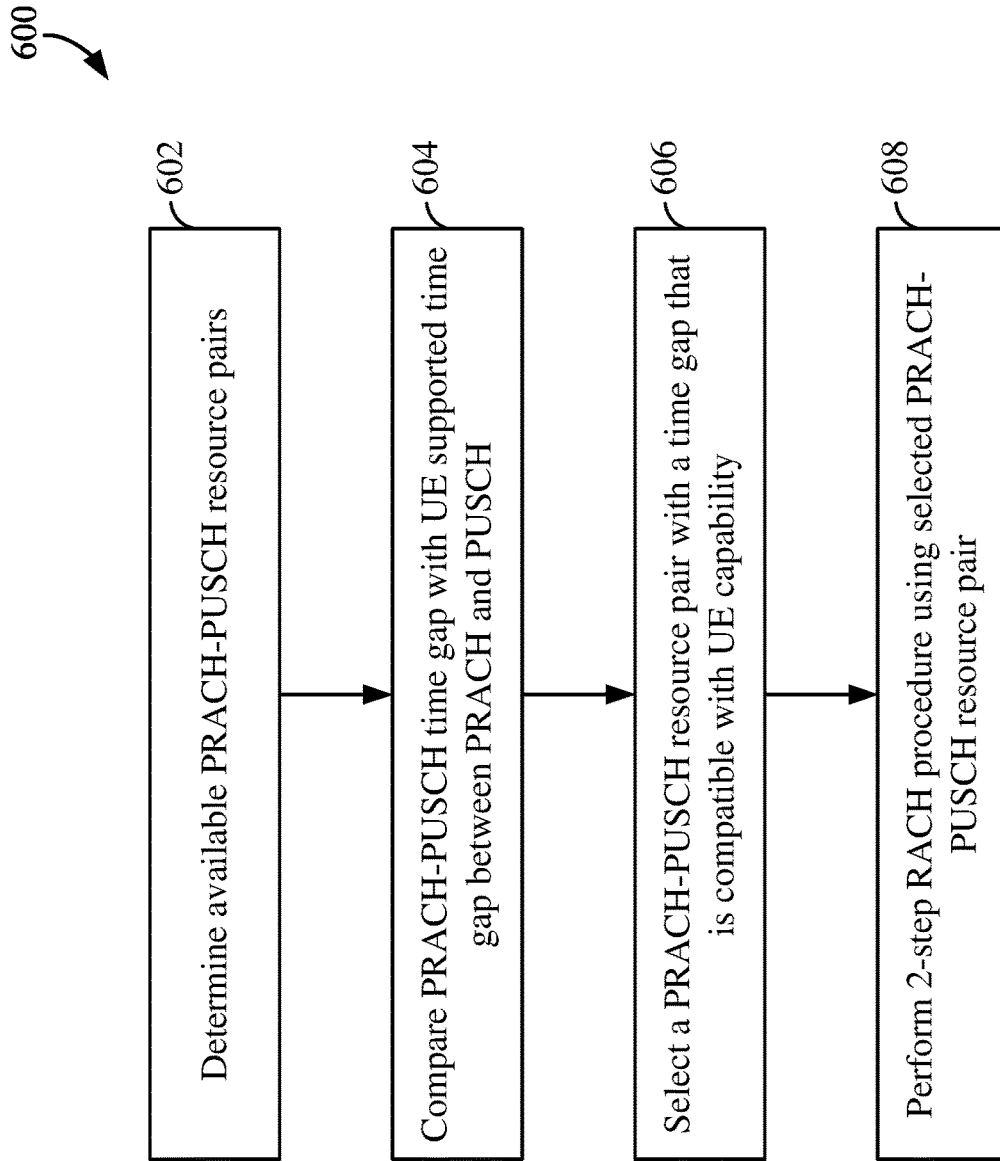 600
602
Determine available PRACH-PUSCH resource pairs
604
Compare PRACH-PUSCH time gap with UE supported time
gap between PRACH and PUSCH
606
Select a PRACH-PUSCH resource pair with a time gap that
is compatible with UE capability
608
Perform 2-step RACH procedure using selected PRACH-
PUSCH resource pair